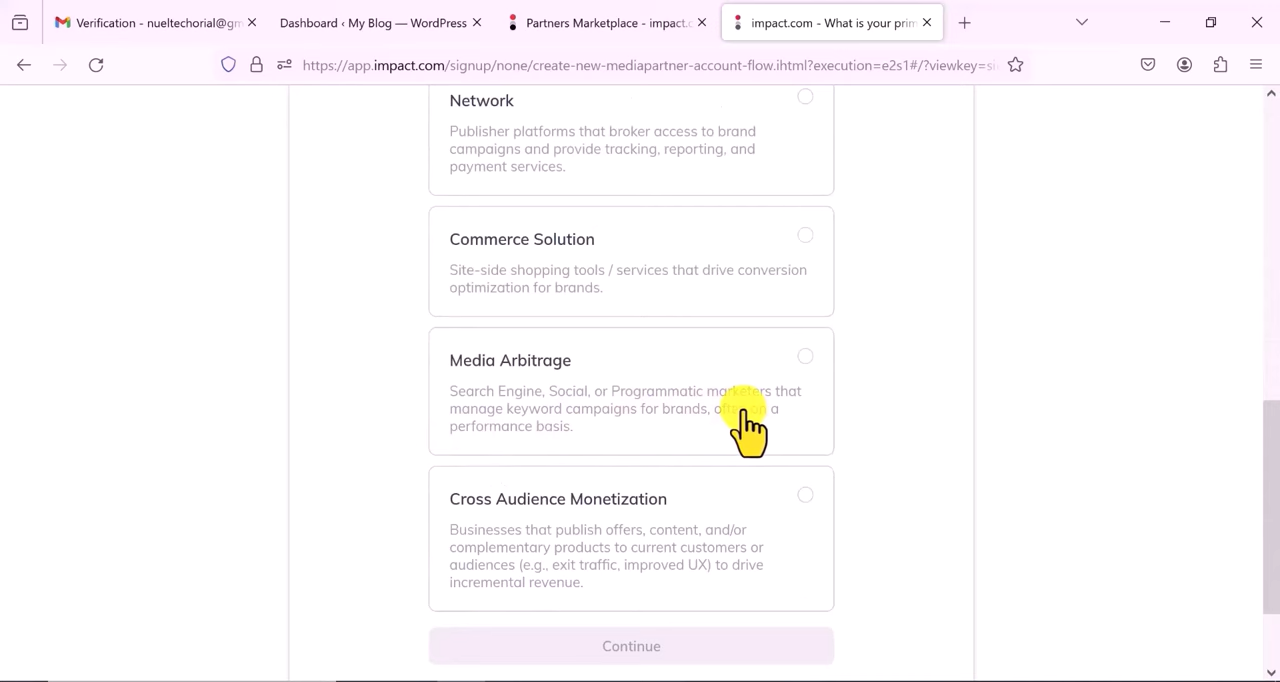 Verification - nueltechorial@gm
Dashboard ‹ My Blog — WordPress
Partners Marketplace - impact.c
impact.com - What is your prim
https://app.impact.com/signup/none/create-new-mediapartner-account-flow.ihtml?execution=e2s1#/?viewkey=si
Network
Publisher platforms that broker access to brand
campaigns and provide tracking, reporting, and
payment services.
Commerce Solution
Site-side shopping tools / services that drive conversion
optimization for brands.
Media Arbitrage
Search Engine, Social, or Programmatic marketers that
manage keyword campaigns for brands, often on a
performance basis.
Cross Audience Monetization
Businesses that publish offers, content, and/or
complementary products to current customers or
audiences (e.g., exit traffic, improved UX) to drive
incremental revenue.
Continue